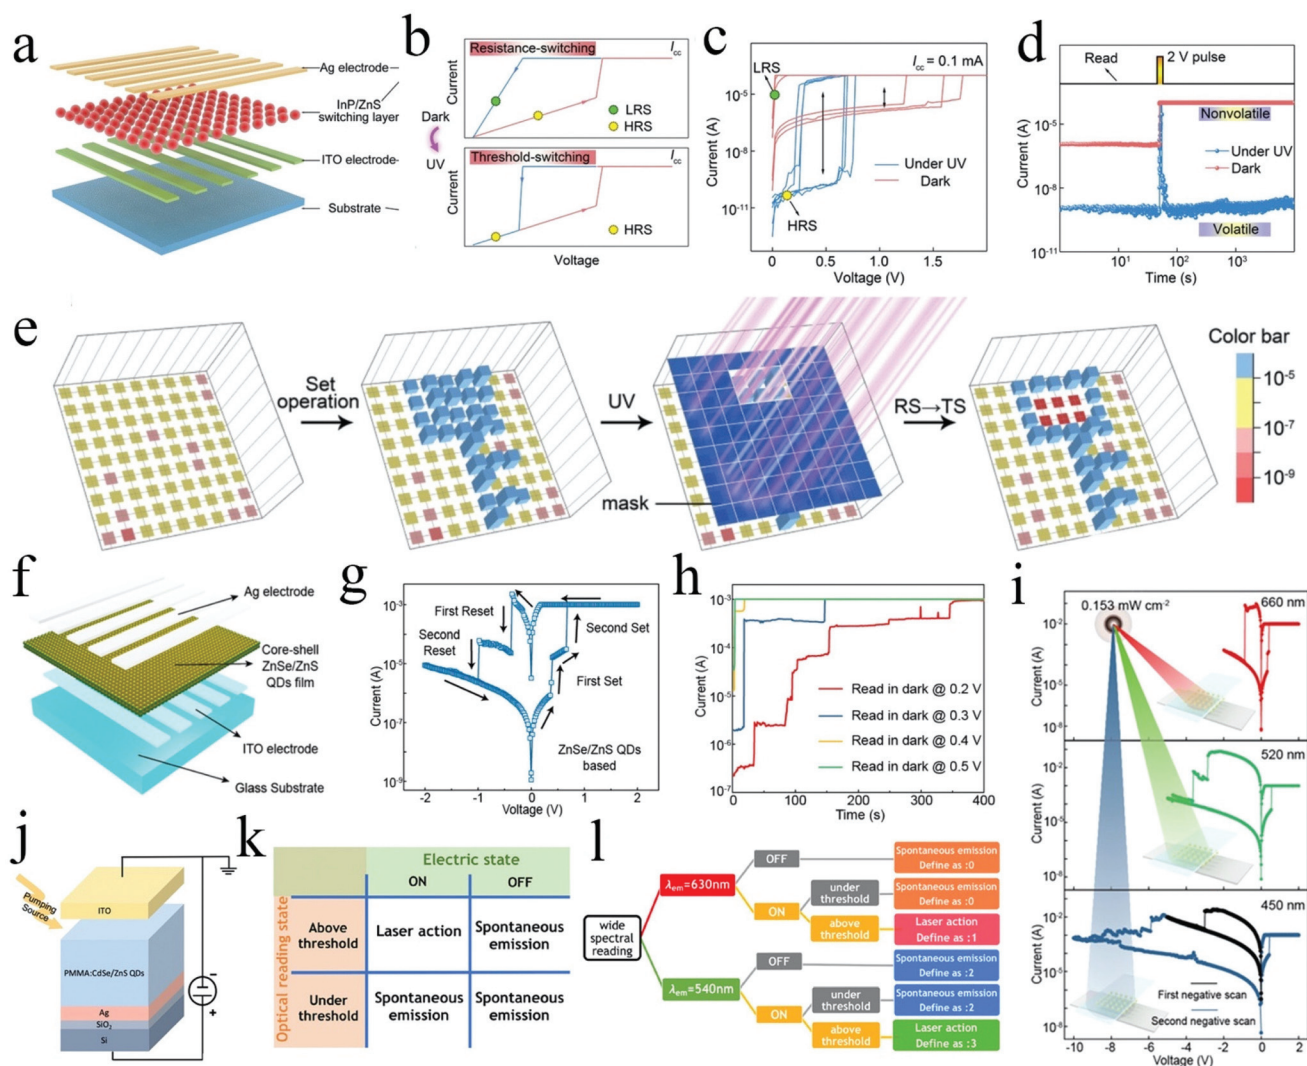 a
Ag electrode
InP/ZnS
switching layer
ITO electrode
Substrate
b
Resistance-switching
Icc
Current
LRS
HRS
Dark
UV
Threshold-switching
Icc
Current
HRS
Voltage
c
Icc = 0.1 mA
LRS
10-5
10-8
10-11
Current (A)
Under UV
Dark
HRS
0 0.5 1.0 1.5
Voltage (V)
d
Read
2 V pulse
10-5
10-8
10-11
Current (A)
Nonvolatile
Under UV
Dark
Volatile
10¹ 10² 10³
Time (s)
e
Set
operation
UV
mask
RS→TS
Color bar
10-5
10-7
10-9
f
Ag electrode
Core-shell
ZnSe/ZnS
QDs film
ITO electrode
Glass Substrate
g
10-3
10-5
10-7
10-9
Current (A)
First Reset
Second
Reset
Second Set
First Set
ZnSe/ZnS QDs
based
-2 -1 0 1 2
Voltage (V)
h
10-3
10-4
10-5
10-6
10-7
Current (A)
Read in dark @ 0.2 V
Read in dark @ 0.3 V
Read in dark @ 0.4 V
Read in dark @ 0.5 V
0 100 200 300 400
Time (s)
i
0.153 mW cm-2
660 nm
10-2
10-5
10-8
Current (A)
520 nm
10-2
10-5
10-8
Current (A)
450 nm
10-2
10-5
10-8
Current (A)
First negative scan
Second negative scan
-10 -8 -6 -4 -2 0 2
Voltage (V)
j
Pumping
Source
ITO
PMMA:CdSe/ZnS QDs
Ag
SiO2
Si
−
+
k
Electric state
ON OFF
Optical reading state
Above
threshold
Laser action
Spontaneous
emission
Under
threshold
Spontaneous
emission
Spontaneous
emission
l
wide
spectral
reading
λem=630nm
OFF
Spontaneous emission
Define as :0
ON
under
threshold
Spontaneous emission
Define as :0
above
threshold
Laser action
Define as :1
λem=540nm
OFF
Spontaneous emission
Define as :2
ON
under
threshold
Spontaneous emission
Define as :2
above
threshold
Laser action
Define as :3